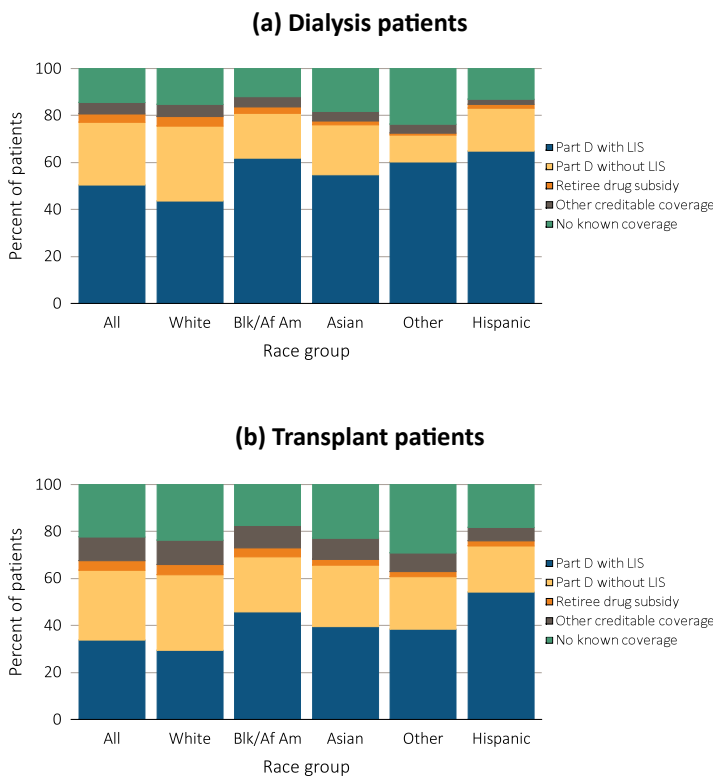 (a) Dialysis patients
100
80
60
40
20
0
Percent of patients
All
White
Blk/Af Am
Asian
Other
Hispanic
Race group
Part D with LIS
Part D without LIS
Retiree drug subsidy
Other creditable coverage
No known coverage
(b) Transplant patients
100
80
60
40
20
0
Percent of patients
All
White
Blk/Af Am
Asian
Other
Hispanic
Race group
Part D with LIS
Part D without LIS
Retiree drug subsidy
Other creditable coverage
No known coverage